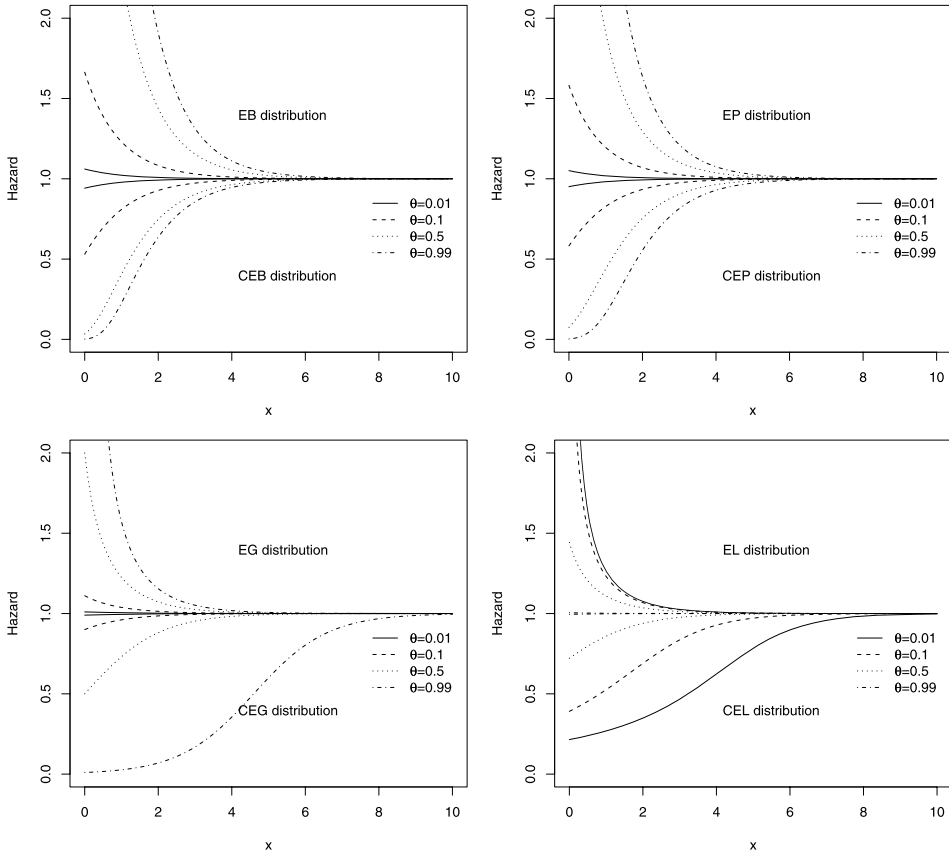 2.0
1.5
1.0
0.5
0.0
Hazard
EB distribution
θ=0.01
θ=0.1
θ=0.5
θ=0.99
CEB distribution
0 2 4 6 8 10
x
2.0
1.5
1.0
0.5
0.0
Hazard
EP distribution
θ=0.01
θ=0.1
θ=0.5
θ=0.99
CEP distribution
0 2 4 6 8 10
x
2.0
1.5
1.0
0.5
0.0
Hazard
EG distribution
θ=0.01
θ=0.1
θ=0.5
θ=0.99
CEG distribution
0 2 4 6 8 10
x
2.0
1.5
1.0
0.5
0.0
Hazard
EL distribution
θ=0.01
θ=0.1
θ=0.5
θ=0.99
CEL distribution
0 2 4 6 8 10
x